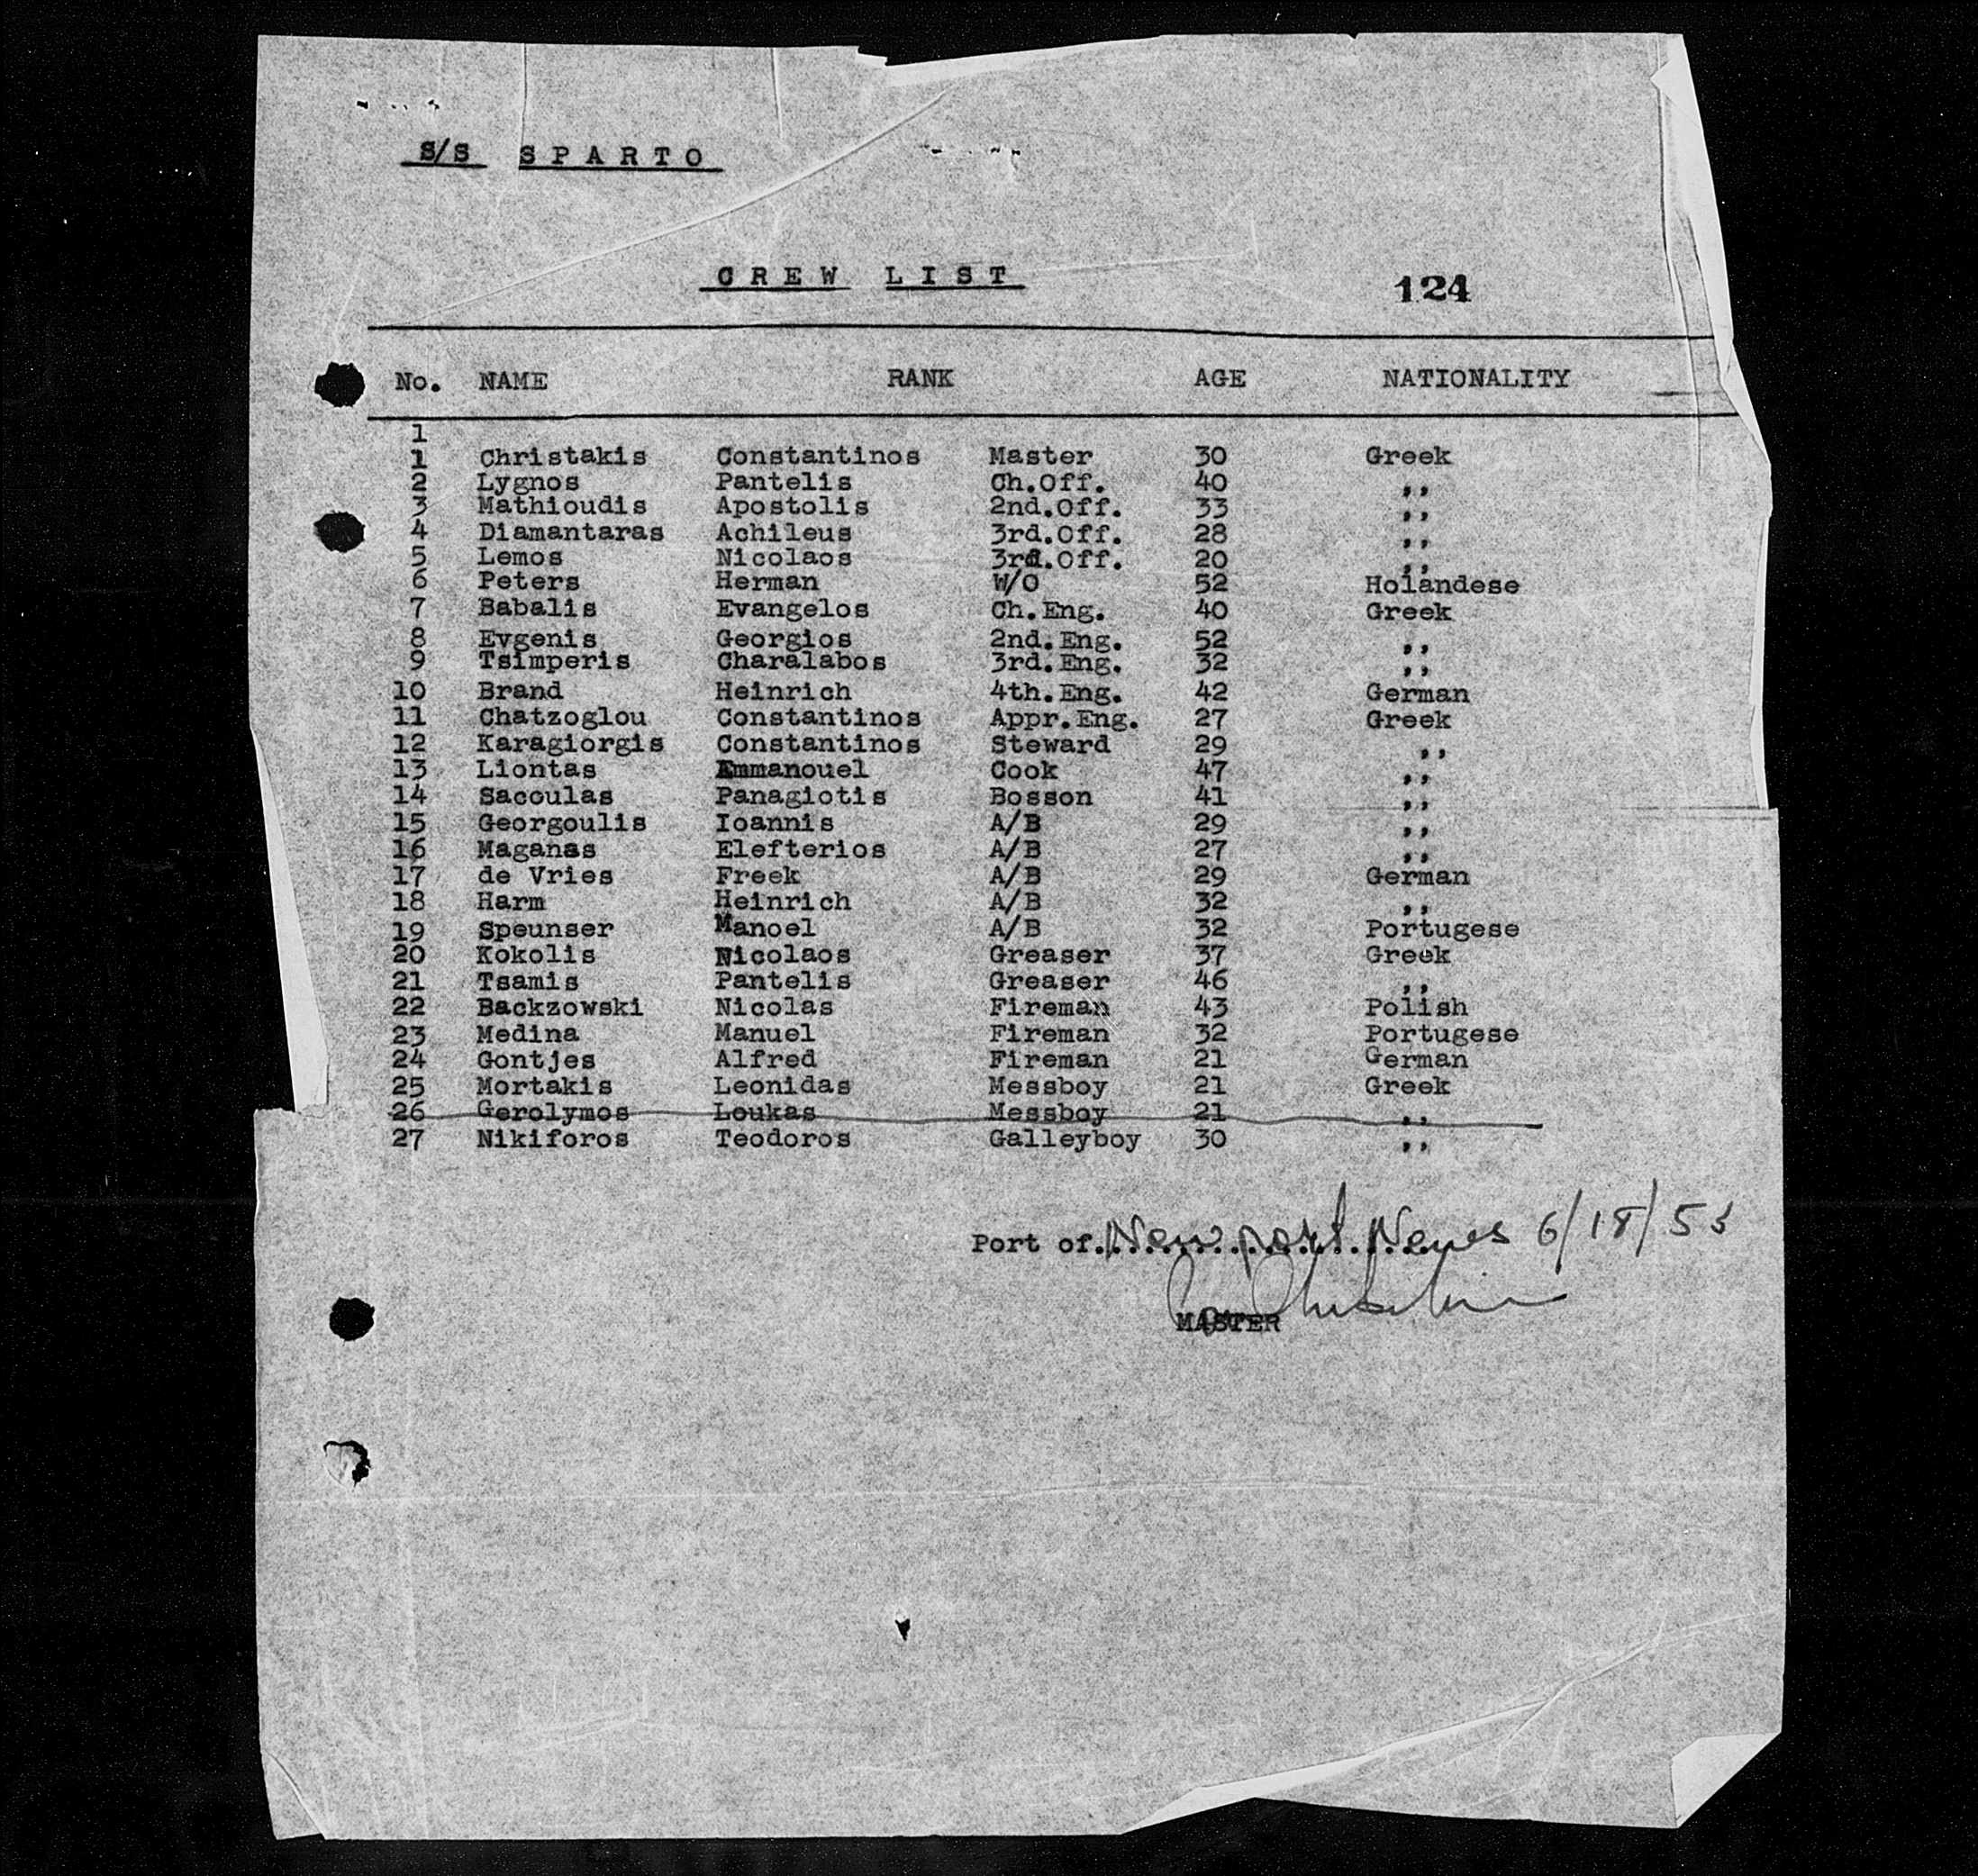 S/S SPARTO
CREW LIST
124
No. NAME RANK AGE NATIONALITY
1
1 Christakis Constantinos Master 30 Greek
2 Lygnos Pantelis Ch.Off. 40 ,,
3 Mathioudis Apostolis 2nd.Off. 33 ,,
4 Diamantaras Achileus 3rd.Off. 28 ,,
5 Lemos Nicolaos 3rd.Off. 20 ,,
6 Peters Herman W/O 52 Holandese
7 Babalis Evangelos Ch.Eng. 40 Greek
8 Evgenis Georgios 2nd.Eng. 52 ,,
9 Tsimperis Charalabos 3rd.Eng. 32 ,,
10 Brand Heinrich 4th.Eng. 42 German
11 Chatzoglou Constantinos Appr.Eng. 27 Greek
12 Karagiorgis Constantinos Steward 29 ,,
13 Liontas Emmanouel Cook 47 ,,
14 Sacoulas Panagiotis Bosson 41 ,,
15 Georgoulis Ioannis A/B 29 ,,
16 Maganas Elefterios A/B 27 ,,
17 de Vries Freek A/B 29 German
18 Harm Heinrich A/B 32 ,,
19 Speunser Manoel A/B 32 Portugese
20 Kokolis Nicolaos Greaser 37 Greek
21 Tsamis Pantelis Greaser 46 ,,
22 Backzowski Nicolas Fireman 43 Polish
23 Medina Manuel Fireman 32 Portugese
24 Gontjes Alfred Fireman 21 German
25 Mortakis Leonidas Messboy 21 Greek
26 Gerolymos Loukas Messboy 21 ,,
27 Nikiforos Teodoros Galleyboy 30 ,,
Port of Newport News 6/18/53
MASTER